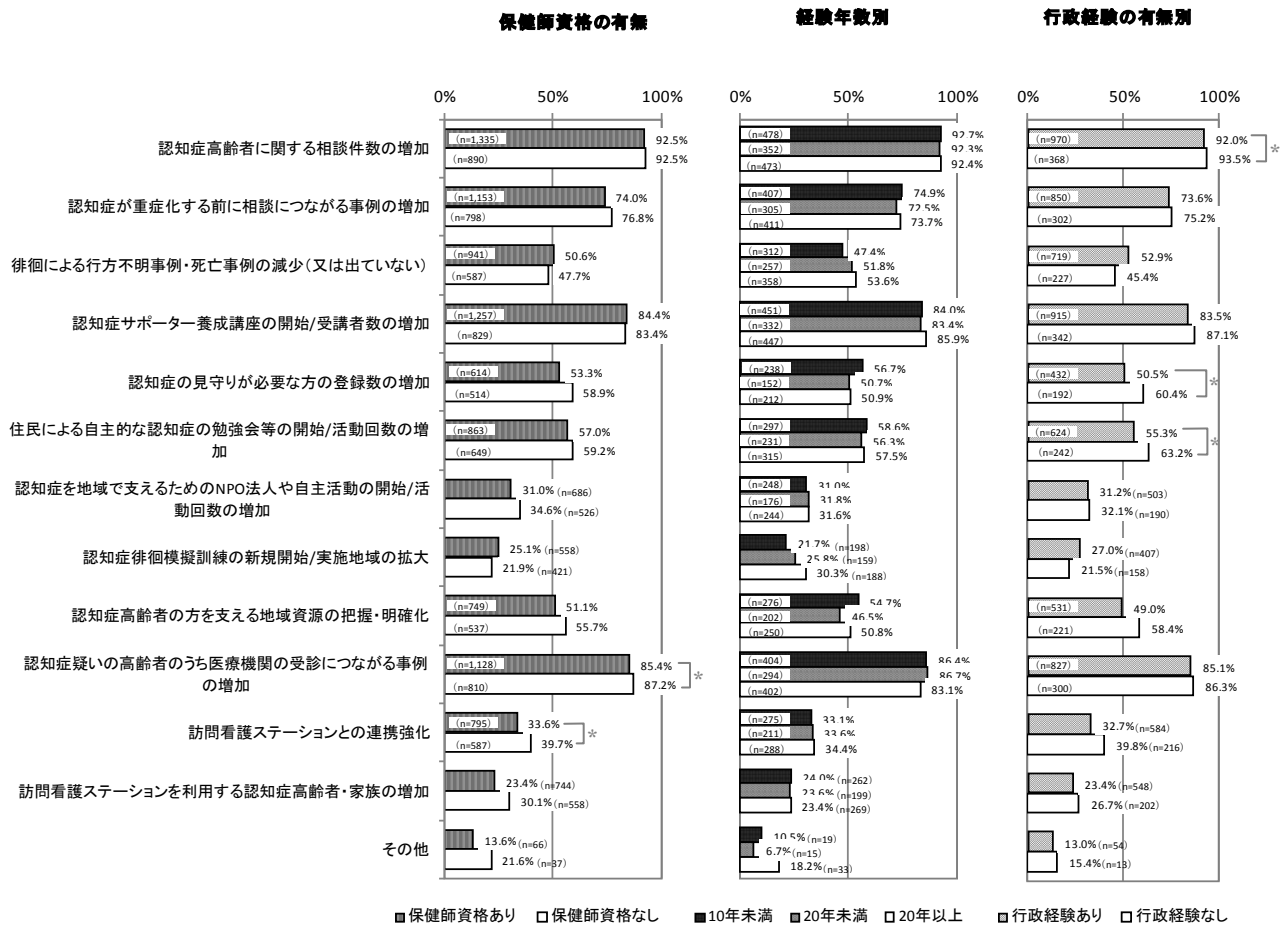 保健師資格の有無
経験年数別
行政経験の有無別
0% 50% 100%
0% 50% 100%
0% 50% 100%
認知症高齢者に関する相談件数の増加
(n=1,335) 92.5%
(n=890) 92.5%
(n=478) 92.7%
(n=352) 92.3%
(n=473) 92.4%
(n=970) 92.0%
(n=368) 93.5%
*
認知症が重症化する前に相談につながる事例の増加
(n=1,153) 74.0%
(n=798) 76.8%
(n=407) 74.9%
(n=305) 72.5%
(n=411) 73.7%
(n=850) 73.6%
(n=302) 75.2%
徘徊による行方不明事例・死亡事例の減少(又は出ていない)
(n=941) 50.6%
(n=587) 47.7%
(n=312) 47.4%
(n=257) 51.8%
(n=358) 53.6%
(n=719) 52.9%
(n=227) 45.4%
認知症サポーター養成講座の開始/受講者数の増加
(n=1,257) 84.4%
(n=829) 83.4%
(n=451) 84.0%
(n=332) 83.4%
(n=447) 85.9%
(n=915) 83.5%
(n=342) 87.1%
認知症の見守りが必要な方の登録数の増加
(n=614) 53.3%
(n=514) 58.9%
(n=238) 56.7%
(n=152) 50.7%
(n=212) 50.9%
(n=432) 50.5%
(n=192) 60.4%
*
住民による自主的な認知症の勉強会等の開始/活動回数の増
加
(n=863) 57.0%
(n=649) 59.2%
(n=297) 58.6%
(n=231) 56.3%
(n=315) 57.5%
(n=624) 55.3%
(n=242) 63.2%
*
認知症を地域で支えるためのNPO法人や自主活動の開始/活
動回数の増加
31.0% (n=686)
34.6% (n=526)
(n=248) 31.0%
(n=176) 31.8%
(n=244) 31.6%
31.2% (n=503)
32.1% (n=190)
認知症徘徊模擬訓練の新規開始/実施地域の拡大
25.1% (n=558)
21.9% (n=421)
21.7% (n=198)
25.8% (n=159)
30.3% (n=188)
27.0% (n=407)
21.5% (n=158)
認知症高齢者の方を支える地域資源の把握・明確化
(n=749) 51.1%
(n=537) 55.7%
(n=276) 54.7%
(n=202) 46.5%
(n=250) 50.8%
(n=531) 49.0%
(n=221) 58.4%
認知症疑いの高齢者のうち医療機関の受診につながる事例
の増加
(n=1,128) 85.4%
(n=810) 87.2%
*
(n=404) 86.4%
(n=294) 86.7%
(n=402) 83.1%
(n=827) 85.1%
(n=300) 86.3%
訪問看護ステーションとの連携強化
(n=795) 33.6%
(n=587) 39.7%
*
(n=275) 33.1%
(n=211) 33.6%
(n=288) 34.4%
32.7% (n=584)
39.8% (n=216)
訪問看護ステーションを利用する認知症高齢者・家族の増加
23.4% (n=744)
30.1% (n=558)
24.0% (n=262)
23.6% (n=199)
23.4% (n=269)
23.4% (n=548)
26.7% (n=202)
その他
13.6% (n=66)
21.6% (n=37)
10.5% (n=19)
6.7% (n=15)
18.2% (n=33)
13.0% (n=54)
15.4% (n=13)
保健師資格あり 保健師資格なし
10年未満 20年未満 20年以上
行政経験あり 行政経験なし